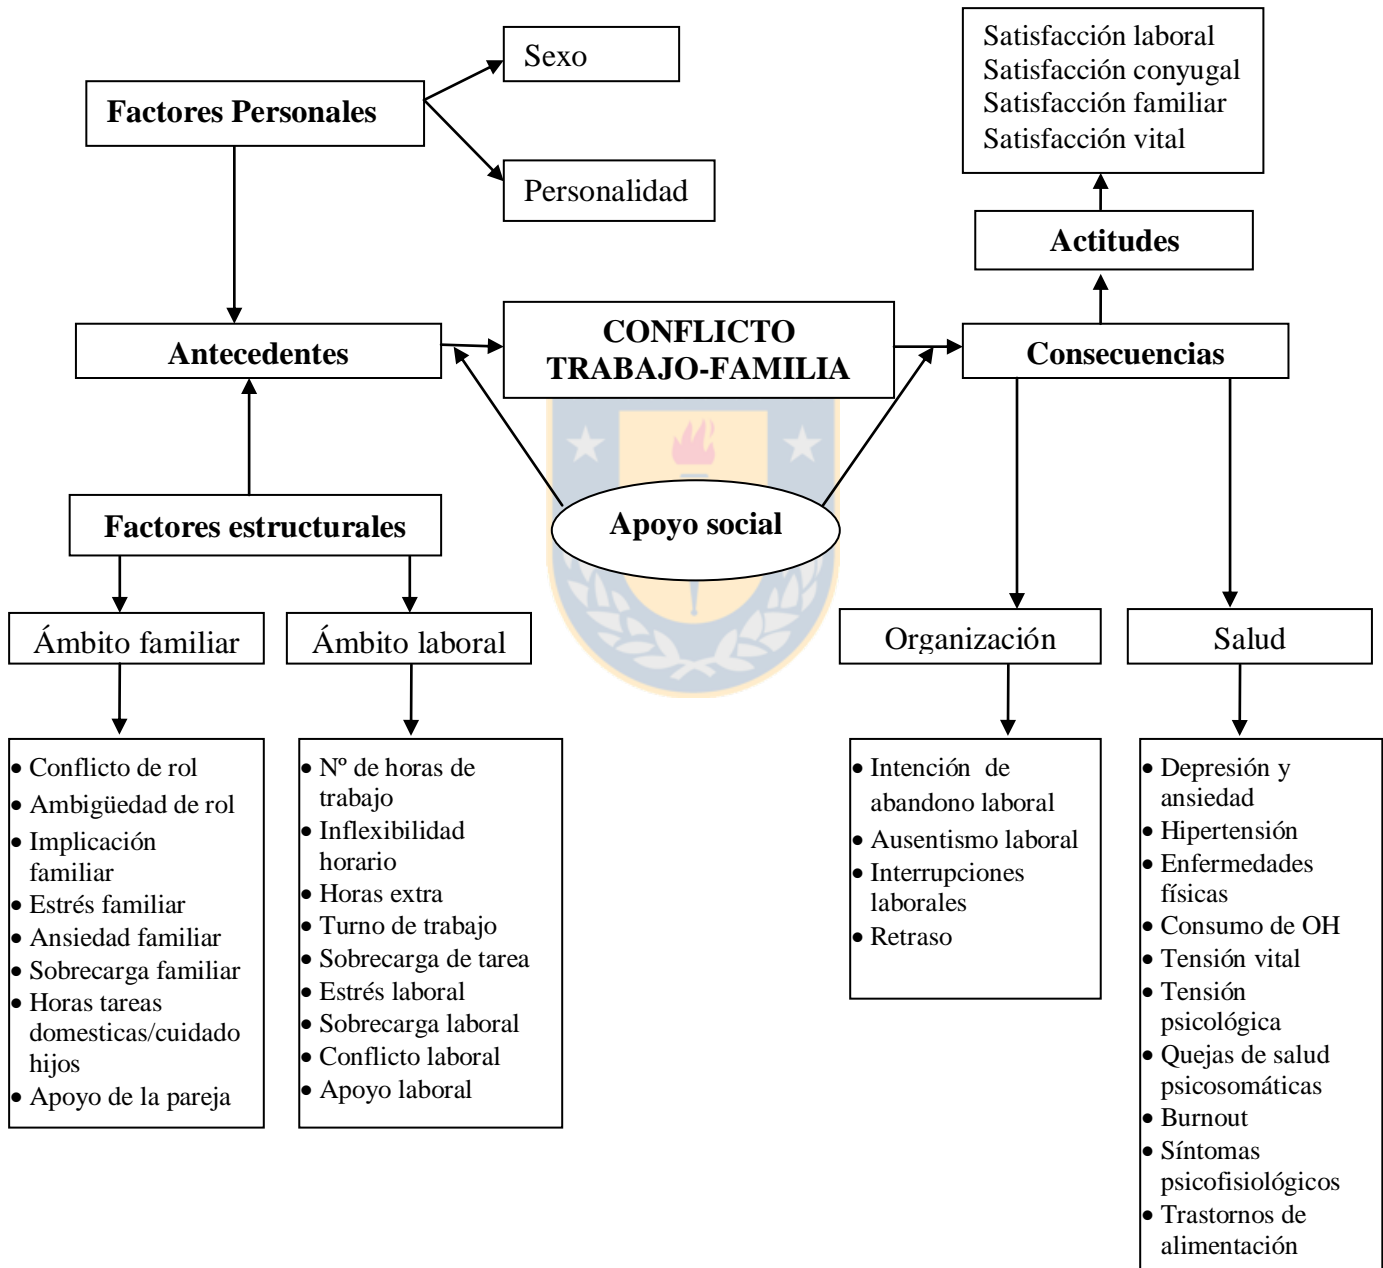 Sexo
Factores Personales
Personalidad
Satisfacción laboral
Satisfacción conyugal
Satisfacción familiar
Satisfacción vital
Actitudes
Antecedentes
CONFLICTO
TRABAJO-FAMILIA
Consecuencias
Factores estructurales
Apoyo social
Ámbito familiar
Ámbito laboral
Organización
Salud
• Conflicto de rol
• Ambigüedad de rol
• Implicación
familiar
• Estrés familiar
• Ansiedad familiar
• Sobrecarga familiar
• Horas tareas
domesticas/cuidado
hijos
• Apoyo de la pareja
• Nº de horas de
trabajo
• Inflexibilidad
horario
• Horas extra
• Turno de trabajo
• Sobrecarga de tarea
• Estrés laboral
• Sobrecarga laboral
• Conflicto laboral
• Apoyo laboral
• Intención de
abandono laboral
• Ausentismo laboral
• Interrupciones
laborales
• Retraso
• Depresión y
ansiedad
• Hipertensión
• Enfermedades
físicas
• Consumo de OH
• Tensión vital
• Tensión
psicológica
• Quejas de salud
psicosomáticas
• Burnout
• Síntomas
psicofisiológicos
• Trastornos de
alimentación